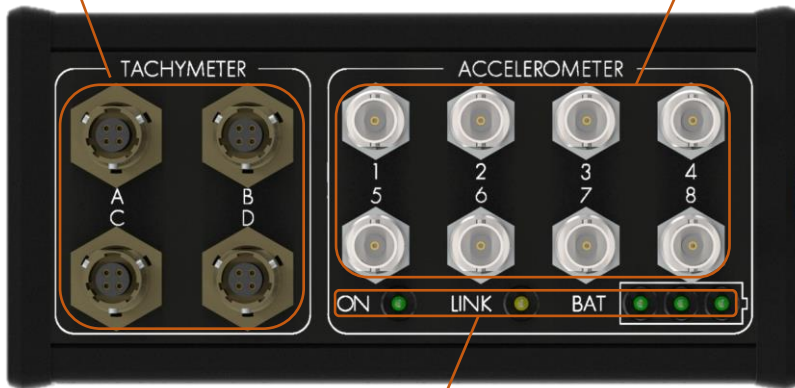 TACHYMETER
A B
C D
ACCELEROMETER
1 2 3 4
5 6 7 8
ON LINK BAT